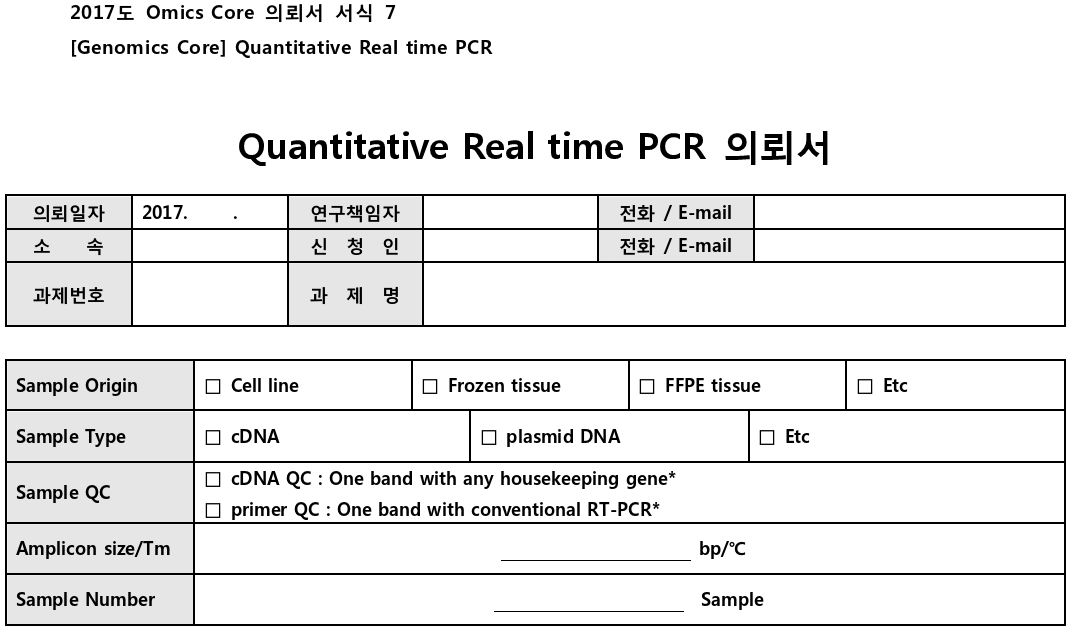 2017도 Omics Core 의뢰서 서식 7
[Genomics Core] Quantitative Real time PCR
Quantitative Real time PCR 의뢰서
의뢰일자 2017. . 연구책임자 전화 / E-mail
소 속 신 청 인 전화 / E-mail
과제번호 과 제 명
Sample Origin □ Cell line □ Frozen tissue □ FFPE tissue □ Etc
Sample Type □ cDNA □ plasmid DNA □ Etc
Sample QC □ cDNA QC : One band with any housekeeping gene*
□ primer QC : One band with conventional RT-PCR*
Amplicon size/Tm ____________________ bp/℃
Sample Number ____________________ Sample